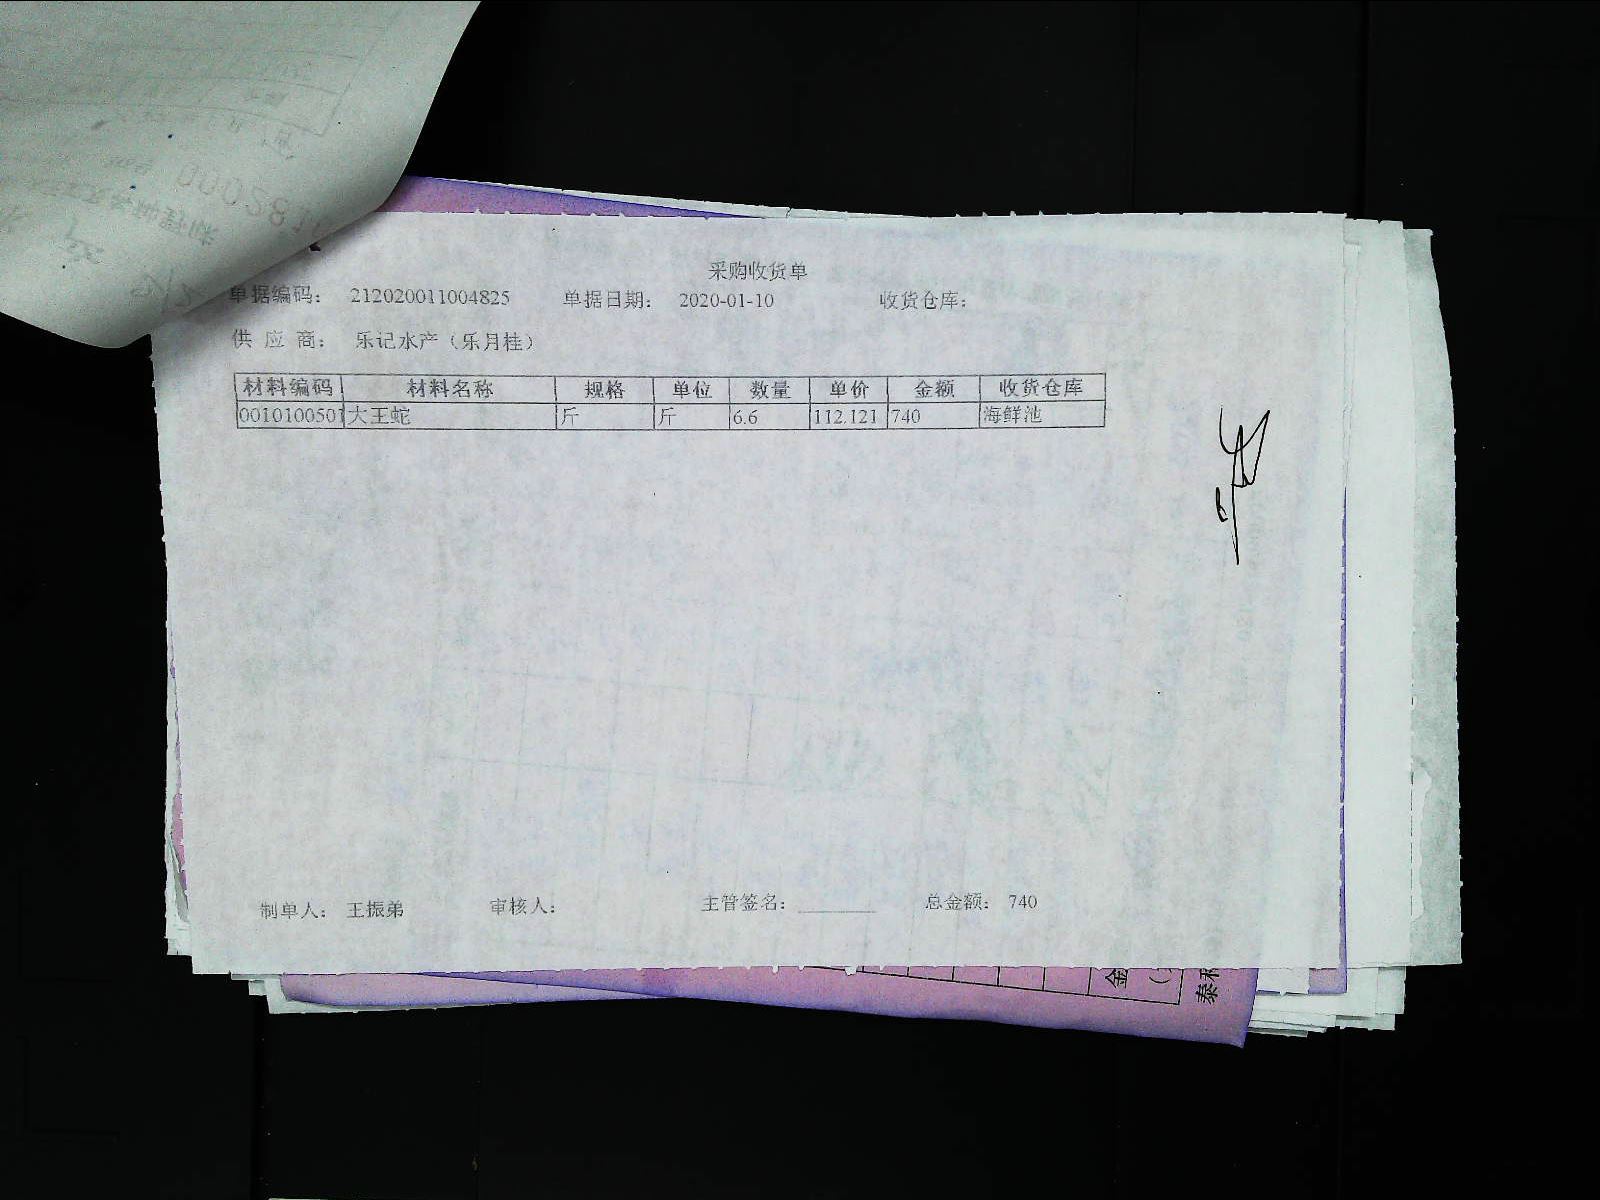 采购收货单
单据编码： 212020011004825 单据日期： 2020-01-10 收货仓库：
供 应 商： 乐记水产（乐月桂）
材料编码 材料名称 规格 单位 数量 单价 金额 收货仓库
0010100501 大王蛇 斤 斤 6.6 112.121 740 海鲜池
制单人： 王振弟 审核人： 主管签名： ________ 总金额： 740
金
泰